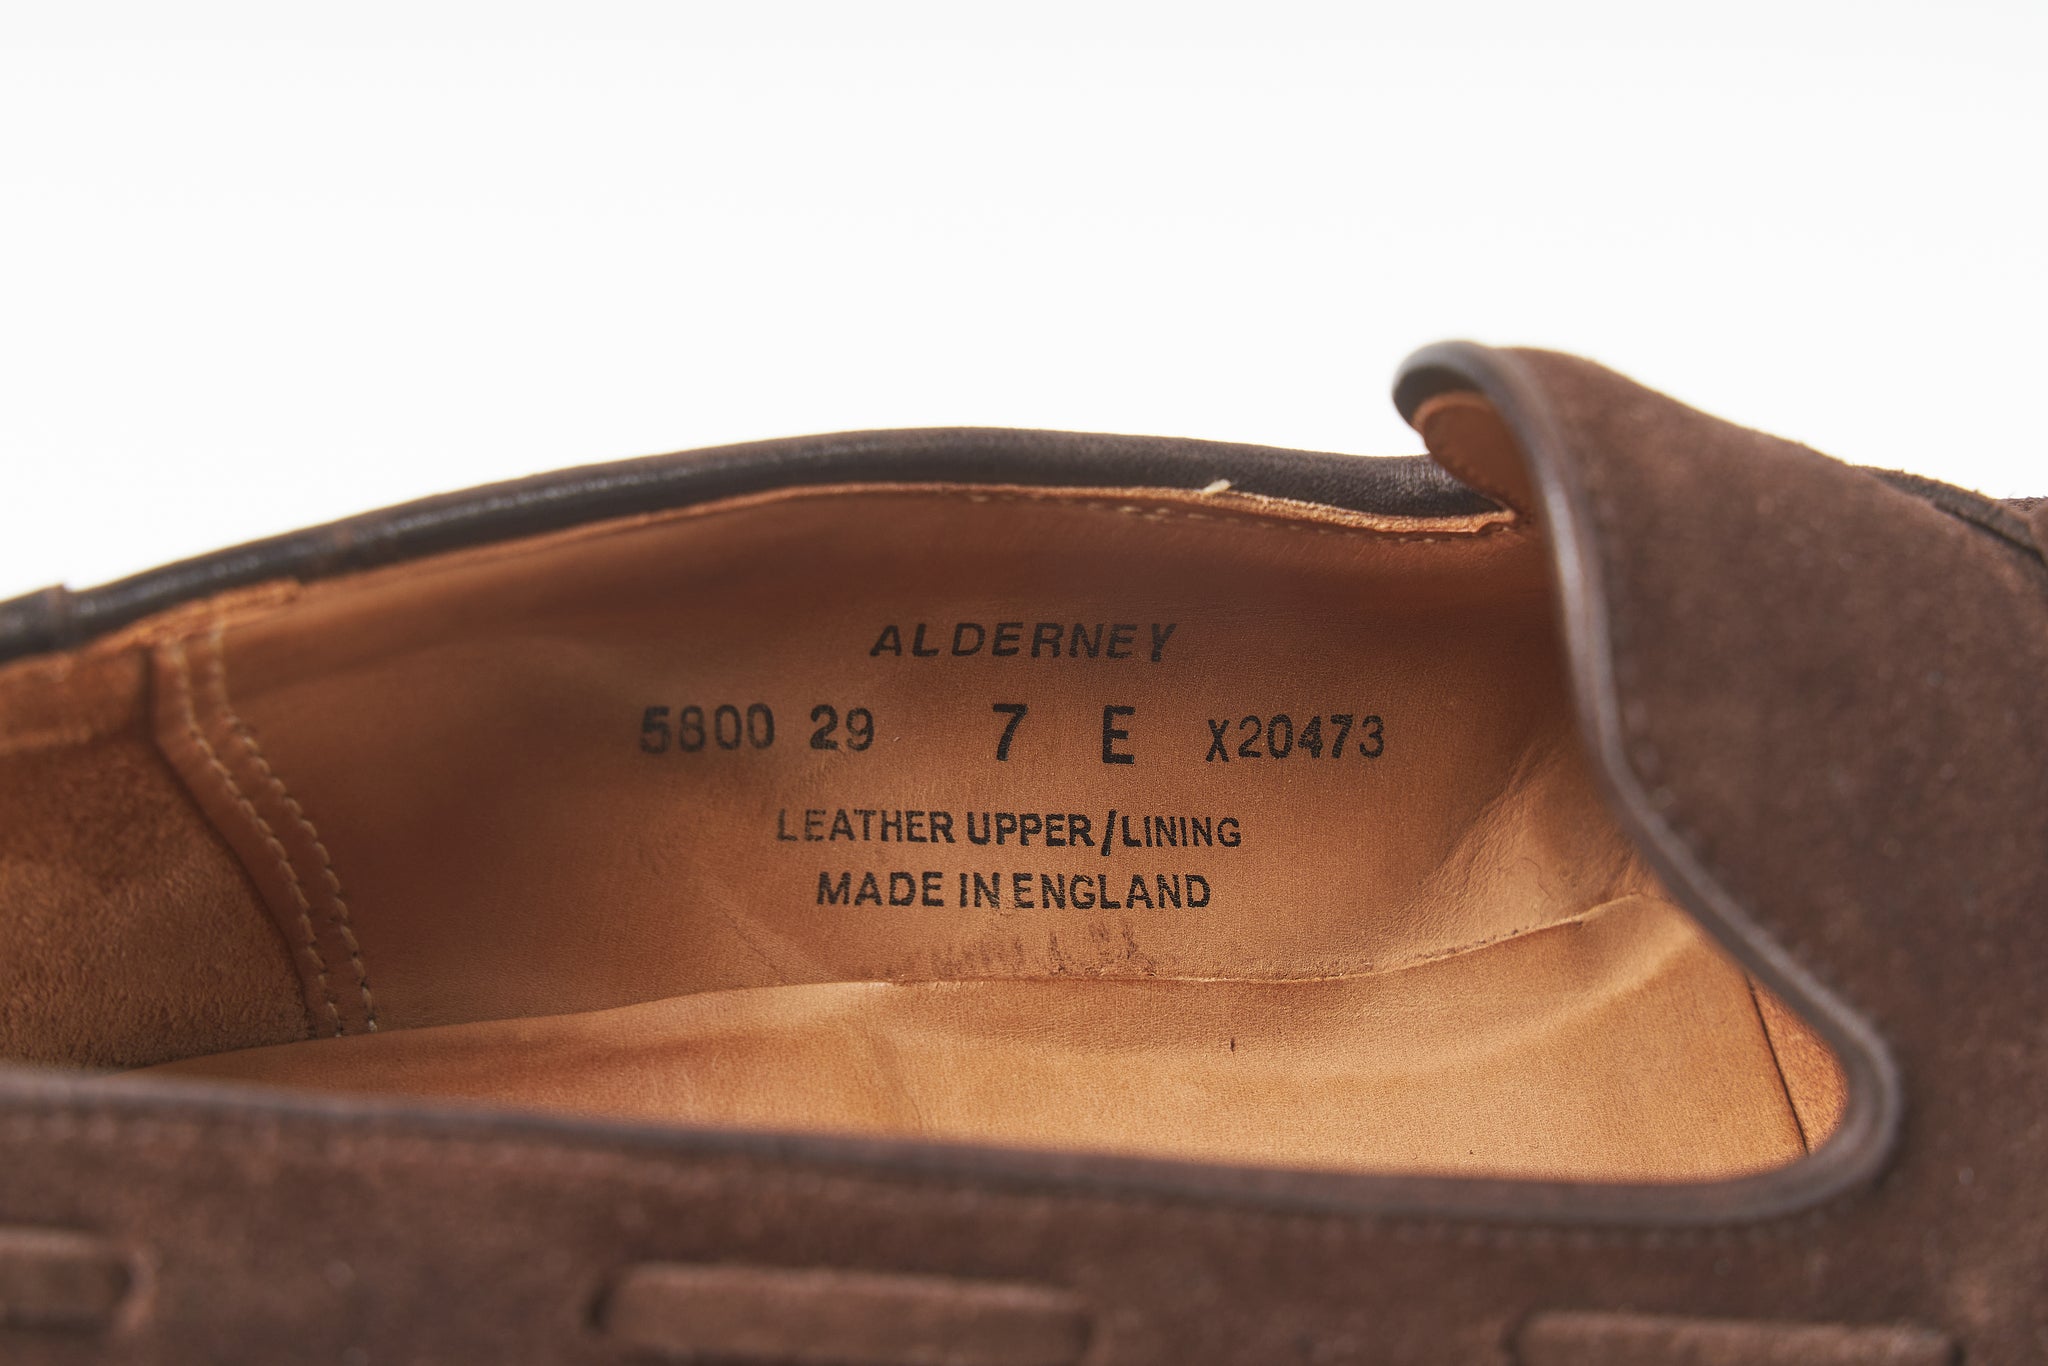 ALDERNEY
5800 29 7 E X20473
LEATHER UPPER/LINING
MADE IN ENGLAND